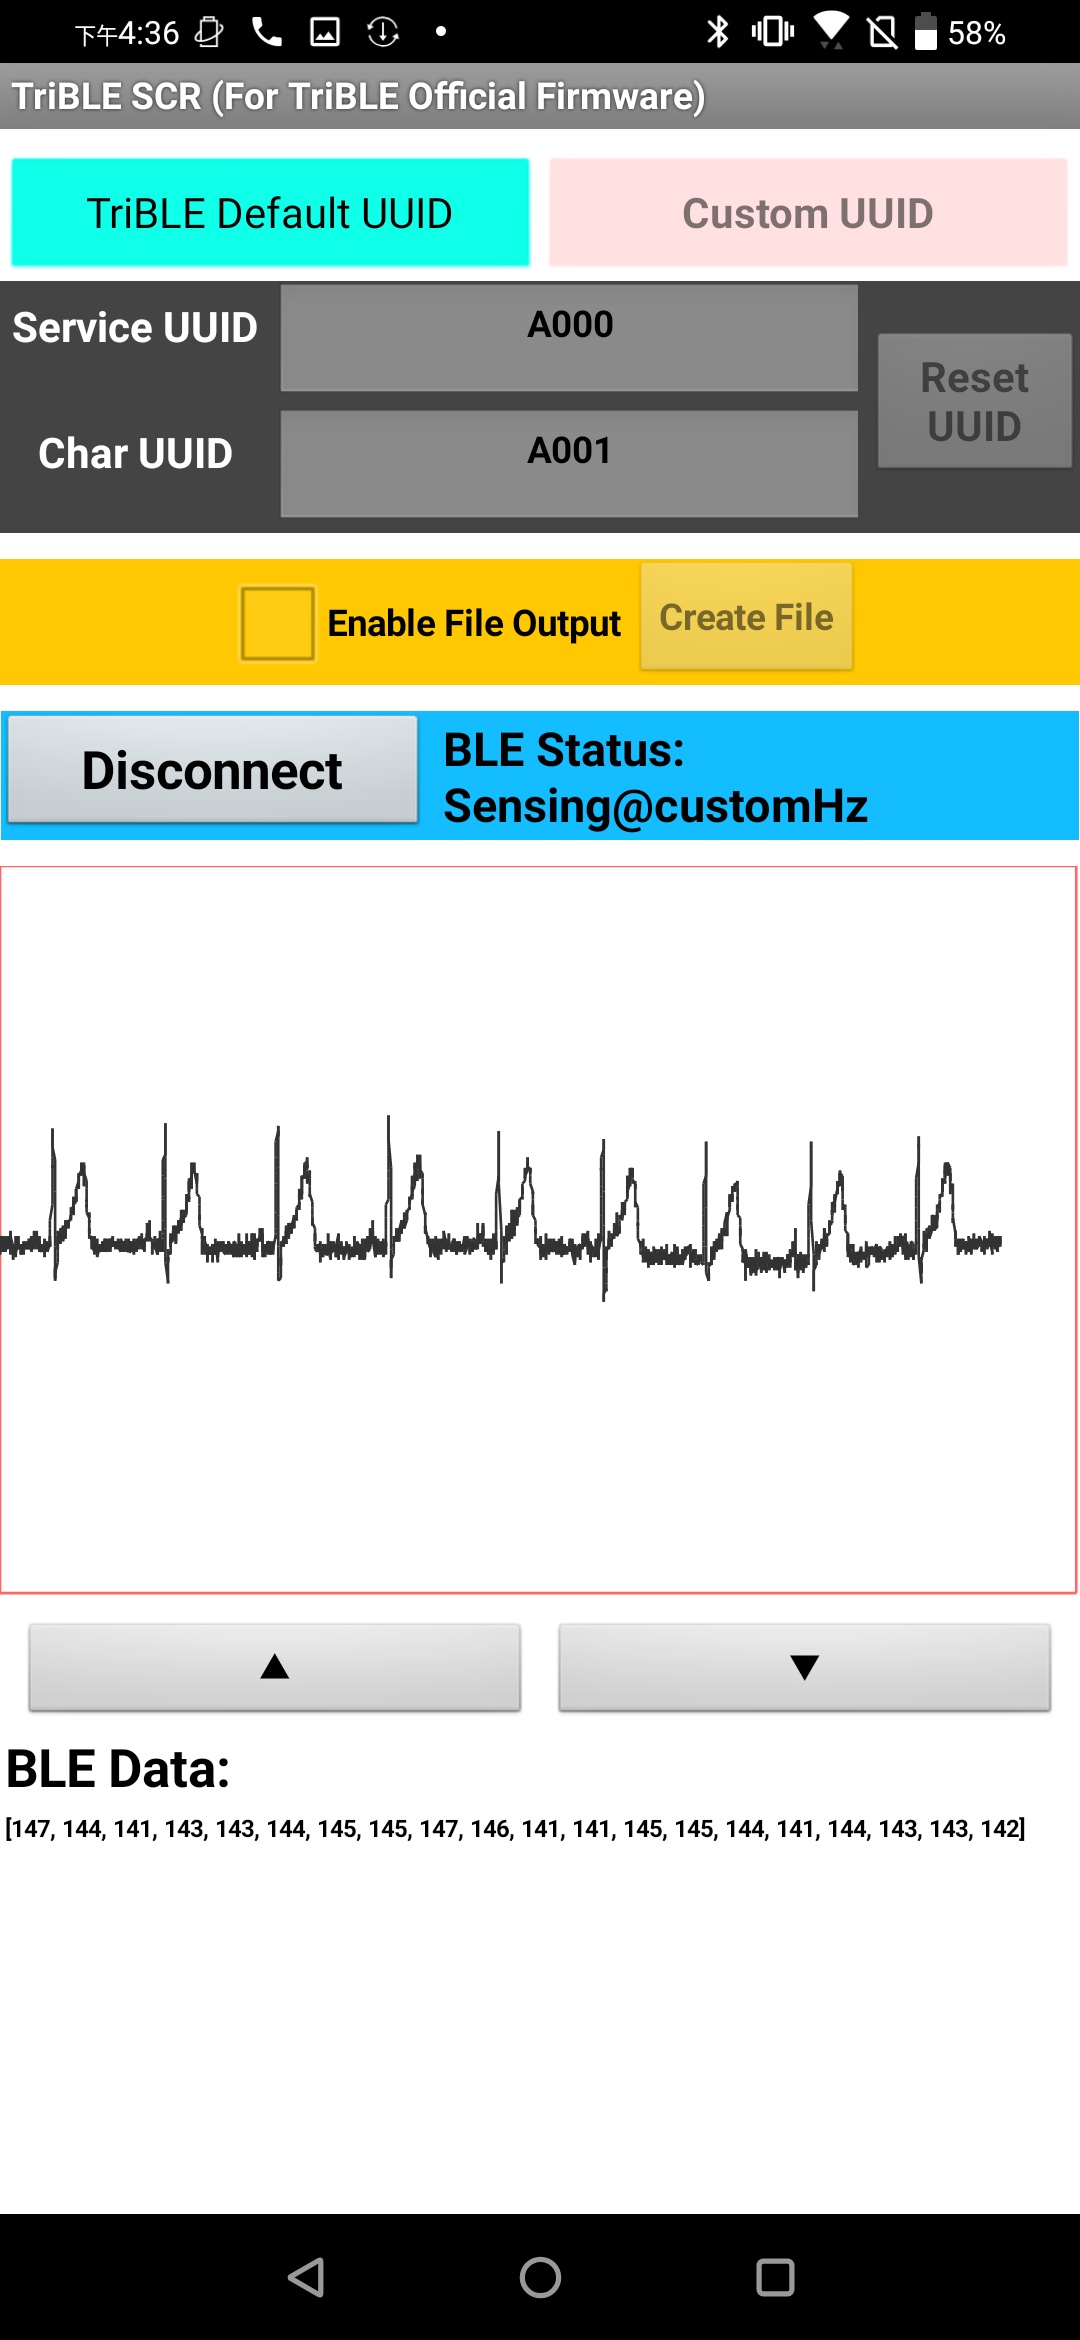 下午4:36
58%
TriBLE SCR (For TriBLE Official Firmware)
TriBLE Default UUID
Custom UUID
Service UUID
A000
Reset
UUID
Char UUID
A001
Enable File Output
Create File
Disconnect
BLE Status:
Sensing@customHz
▲
▼
BLE Data:
[147, 144, 141, 143, 143, 144, 145, 145, 147, 146, 141, 141, 145, 145, 144, 141, 144, 143, 143, 142]